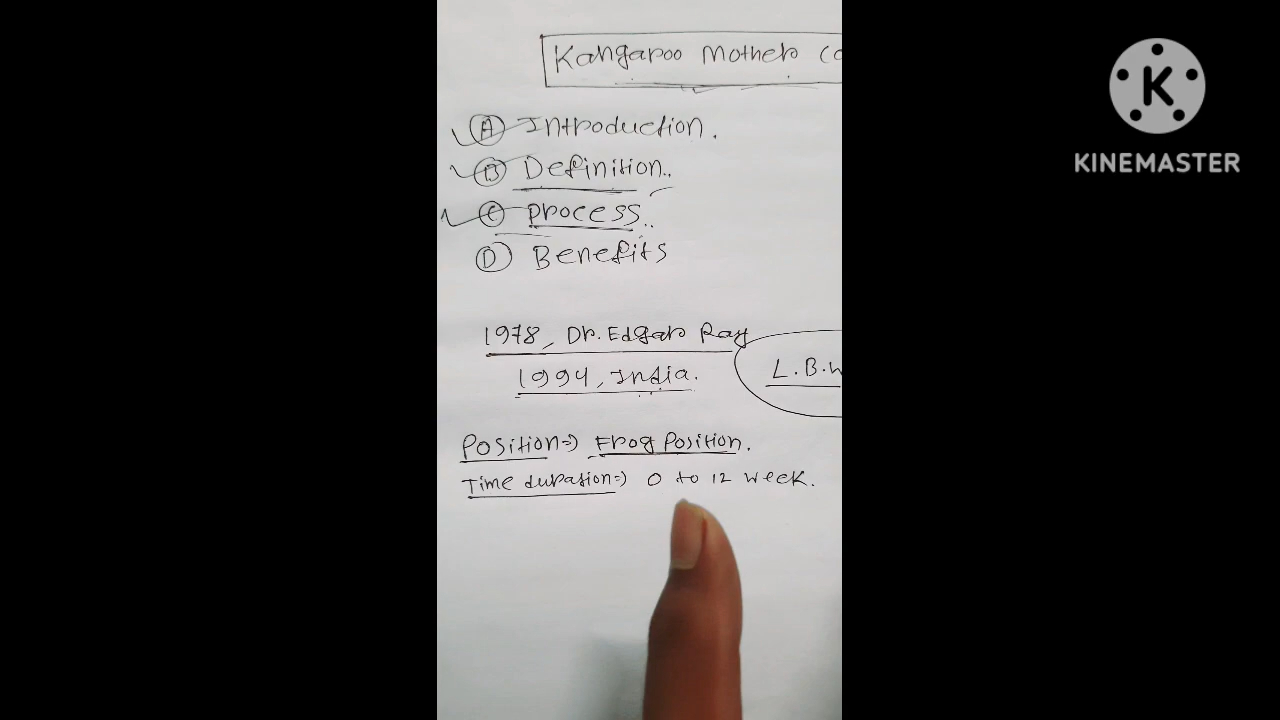 Kangaroo Mother
(A) Introduction.
(B) Definition..
(C) process..
(D) Benefits
1978, Dr. Edgar Ray
1994, India.
L.B.W
Position=> Frog Position.
Time duration=> 0 to 12 week.
K
KINEMASTER